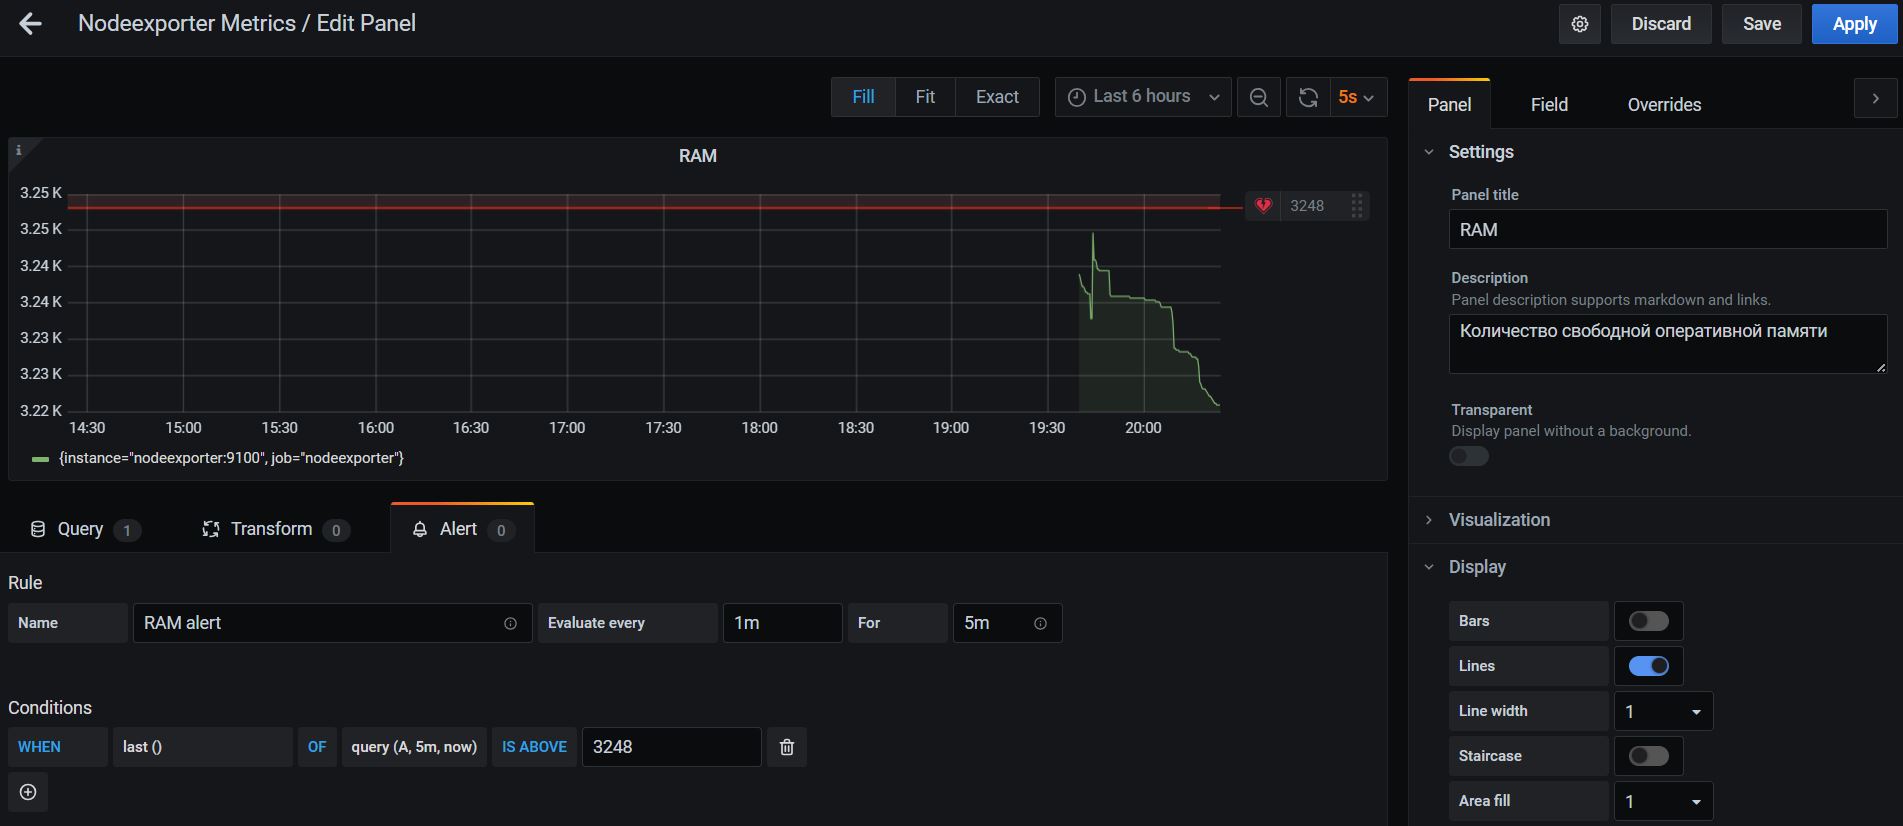 Nodeexporter Metrics / Edit Panel
Discard
Save
Apply
Fill
Fit
Exact
Last 6 hours
5s
Panel
Field
Overrides
i
RAM
3.25 K
3.25 K
3.24 K
3.24 K
3.23 K
3.23 K
3.22 K
3248
14:30 15:00 15:30 16:00 16:30 17:00 17:30 18:00 18:30 19:00 19:30 20:00
{instance="nodeexporter:9100", job="nodeexporter"}
Query 1
Transform 0
Alert 0
Rule
Name RAM alert Evaluate every 1m For 5m
Conditions
WHEN last () OF query (A, 5m, now) IS ABOVE 3248
Settings
Panel title
RAM
Description
Panel description supports markdown and links.
Количество свободной оперативной памяти
Transparent
Display panel without a background.
Visualization
Display
Bars
Lines
Line width 1
Staircase
Area fill 1